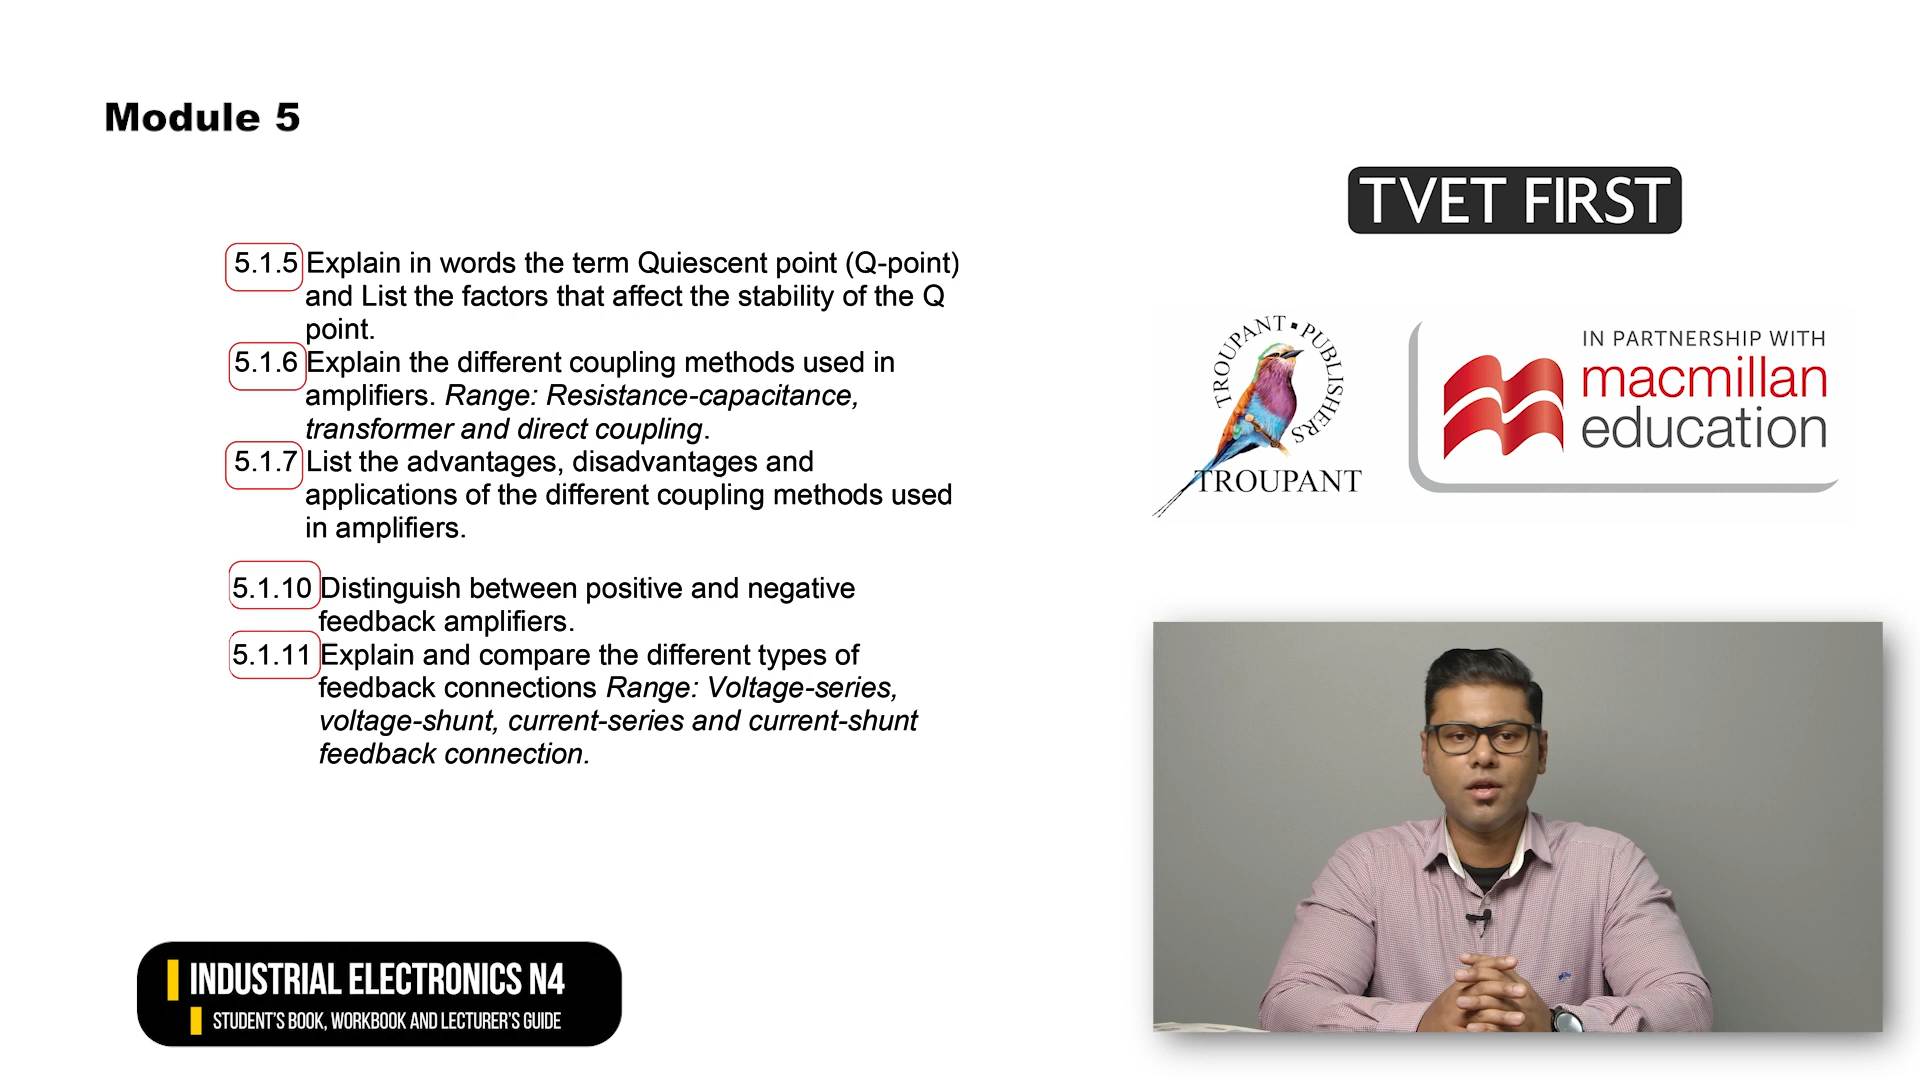 Module 5
5.1.5 Explain in words the term Quiescent point (Q-point)
and List the factors that affect the stability of the Q
point.
5.1.6 Explain the different coupling methods used in
amplifiers. Range: Resistance-capacitance,
transformer and direct coupling.
5.1.7 List the advantages, disadvantages and
applications of the different coupling methods used
in amplifiers.
5.1.10 Distinguish between positive and negative
feedback amplifiers.
5.1.11 Explain and compare the different types of
feedback connections Range: Voltage-series,
voltage-shunt, current-series and current-shunt
feedback connection.
TVET FIRST
TROUPANT ▪ PUBLISHERS
TROUPANT
IN PARTNERSHIP WITH
macmillan
education
INDUSTRIAL ELECTRONICS N4
STUDENT'S BOOK, WORKBOOK AND LECTURER'S GUIDE